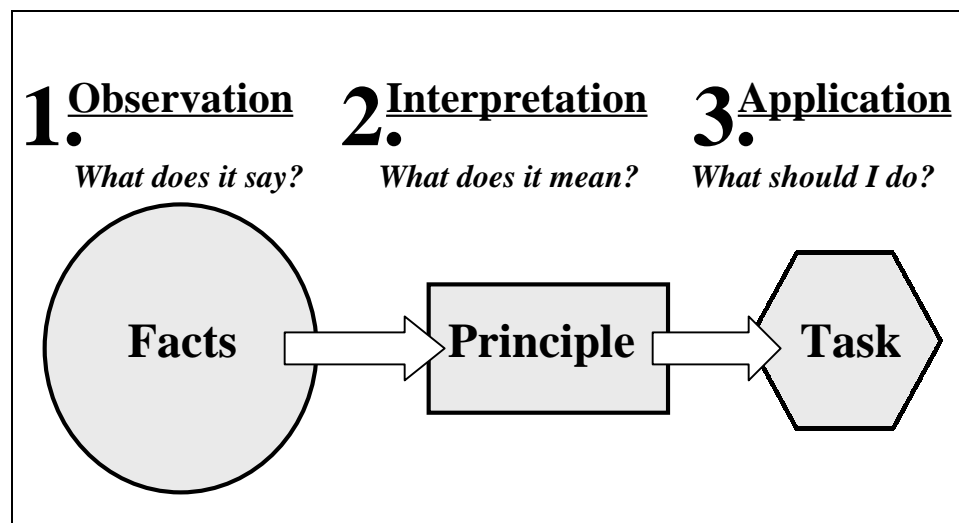 1. Observation
What does it say?
Facts
2. Interpretation
What does it mean?
Principle
3. Application
What should I do?
Task